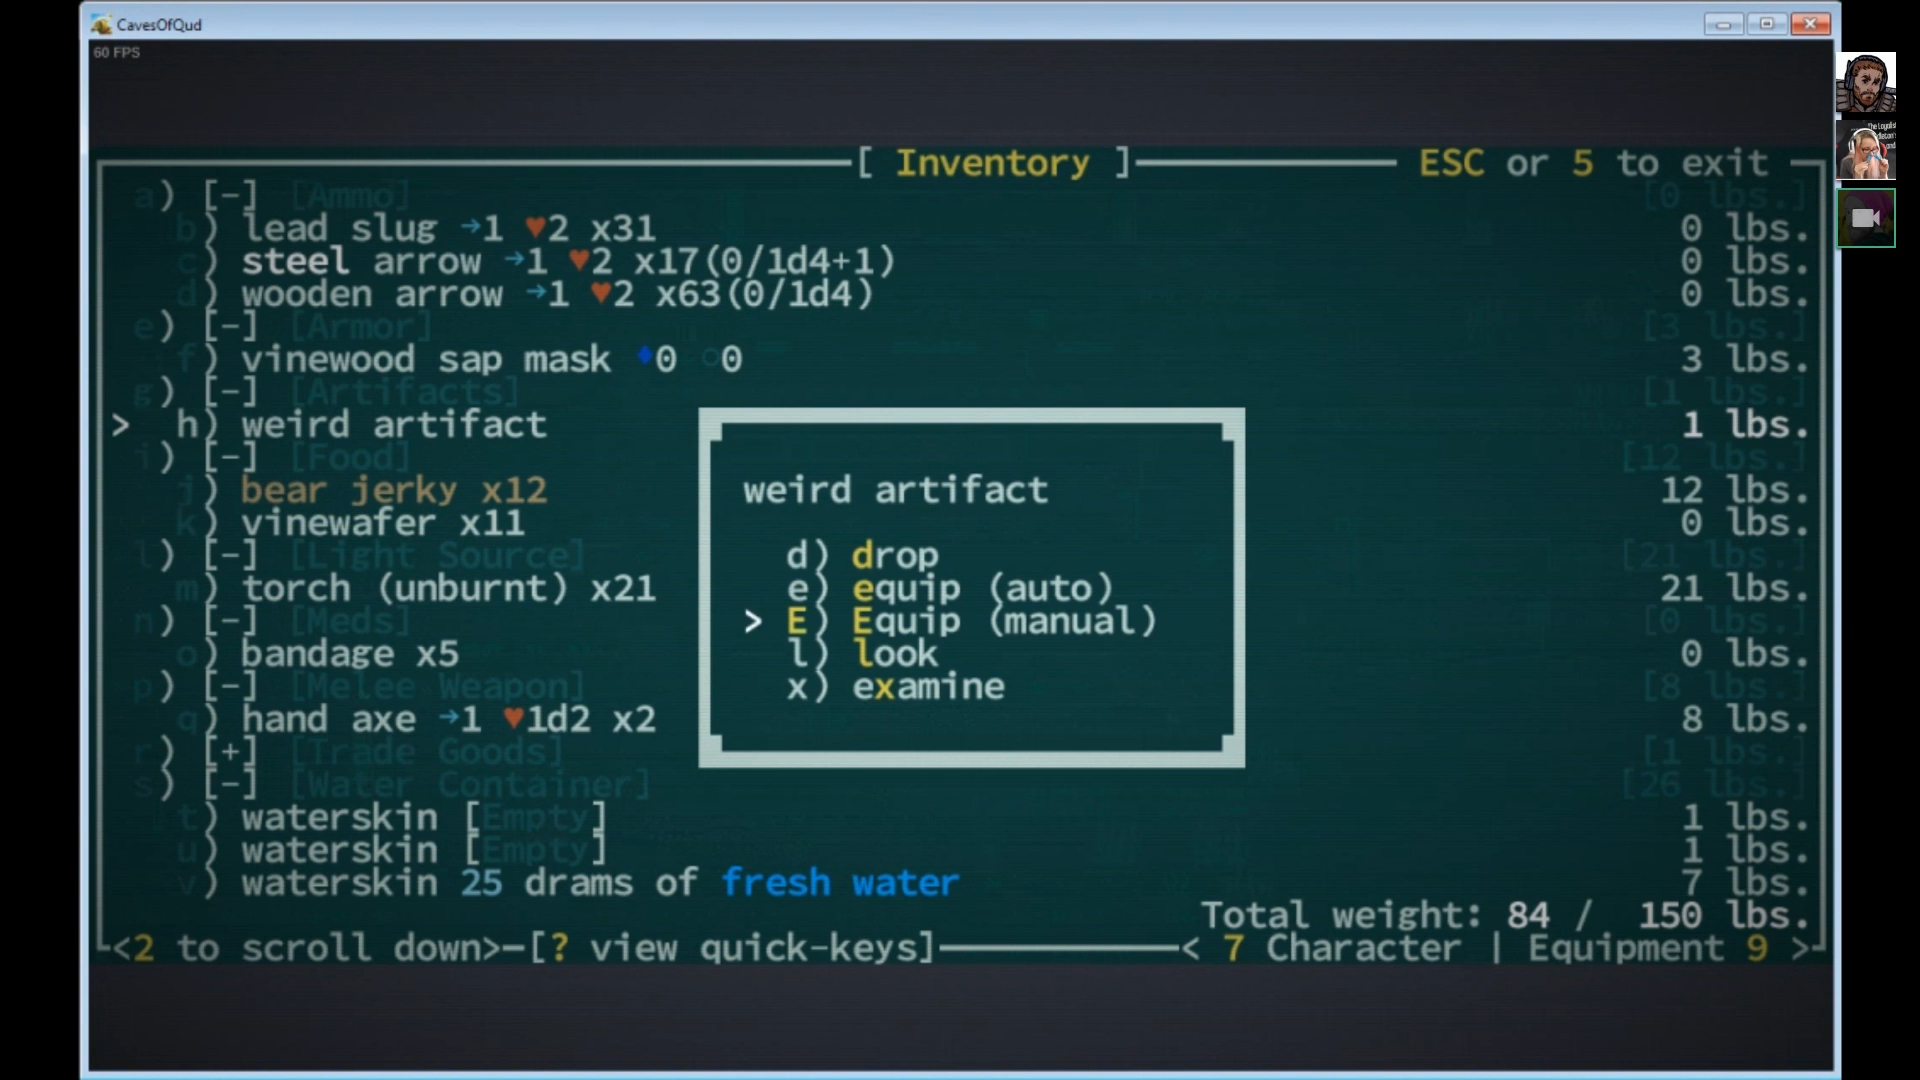 CavesOfQud
60 FPS
[ Inventory ] ESC or 5 to exit
a) [-] [Ammo] [0 lbs.]
b) lead slug →1 ♥2 x31 0 lbs.
c) steel arrow →1 ♥2 x17(0/1d4+1) 0 lbs.
d) wooden arrow →1 ♥2 x63(0/1d4) 0 lbs.
e) [-] [Armor] [3 lbs.]
f) vinewood sap mask ♦0 ○0 3 lbs.
g) [-] [Artifacts] [1 lbs.]
> h) weird artifact 1 lbs.
i) [-] [Food] [12 lbs.]
j) bear jerky x12 12 lbs.
k) vinewafer x11 0 lbs.
l) [-] [Light Source] [21 lbs.]
m) torch (unburnt) x21 21 lbs.
n) [-] [Meds] [0 lbs.]
o) bandage x5 0 lbs.
p) [-] [Melee Weapon] [8 lbs.]
q) hand axe →1 ♥1d2 x2 8 lbs.
r) [+] [Trade Goods] [1 lbs.]
s) [-] [Water Container] [26 lbs.]
t) waterskin [Empty] 1 lbs.
u) waterskin [Empty] 1 lbs.
v) waterskin 25 drams of fresh water 7 lbs.
Total weight: 84 / 150 lbs.
<2 to scroll down>-[? view quick-keys] < 7 Character | Equipment 9 >
weird artifact
d) drop
e) equip (auto)
> E) Equip (manual)
l) look
x) examine